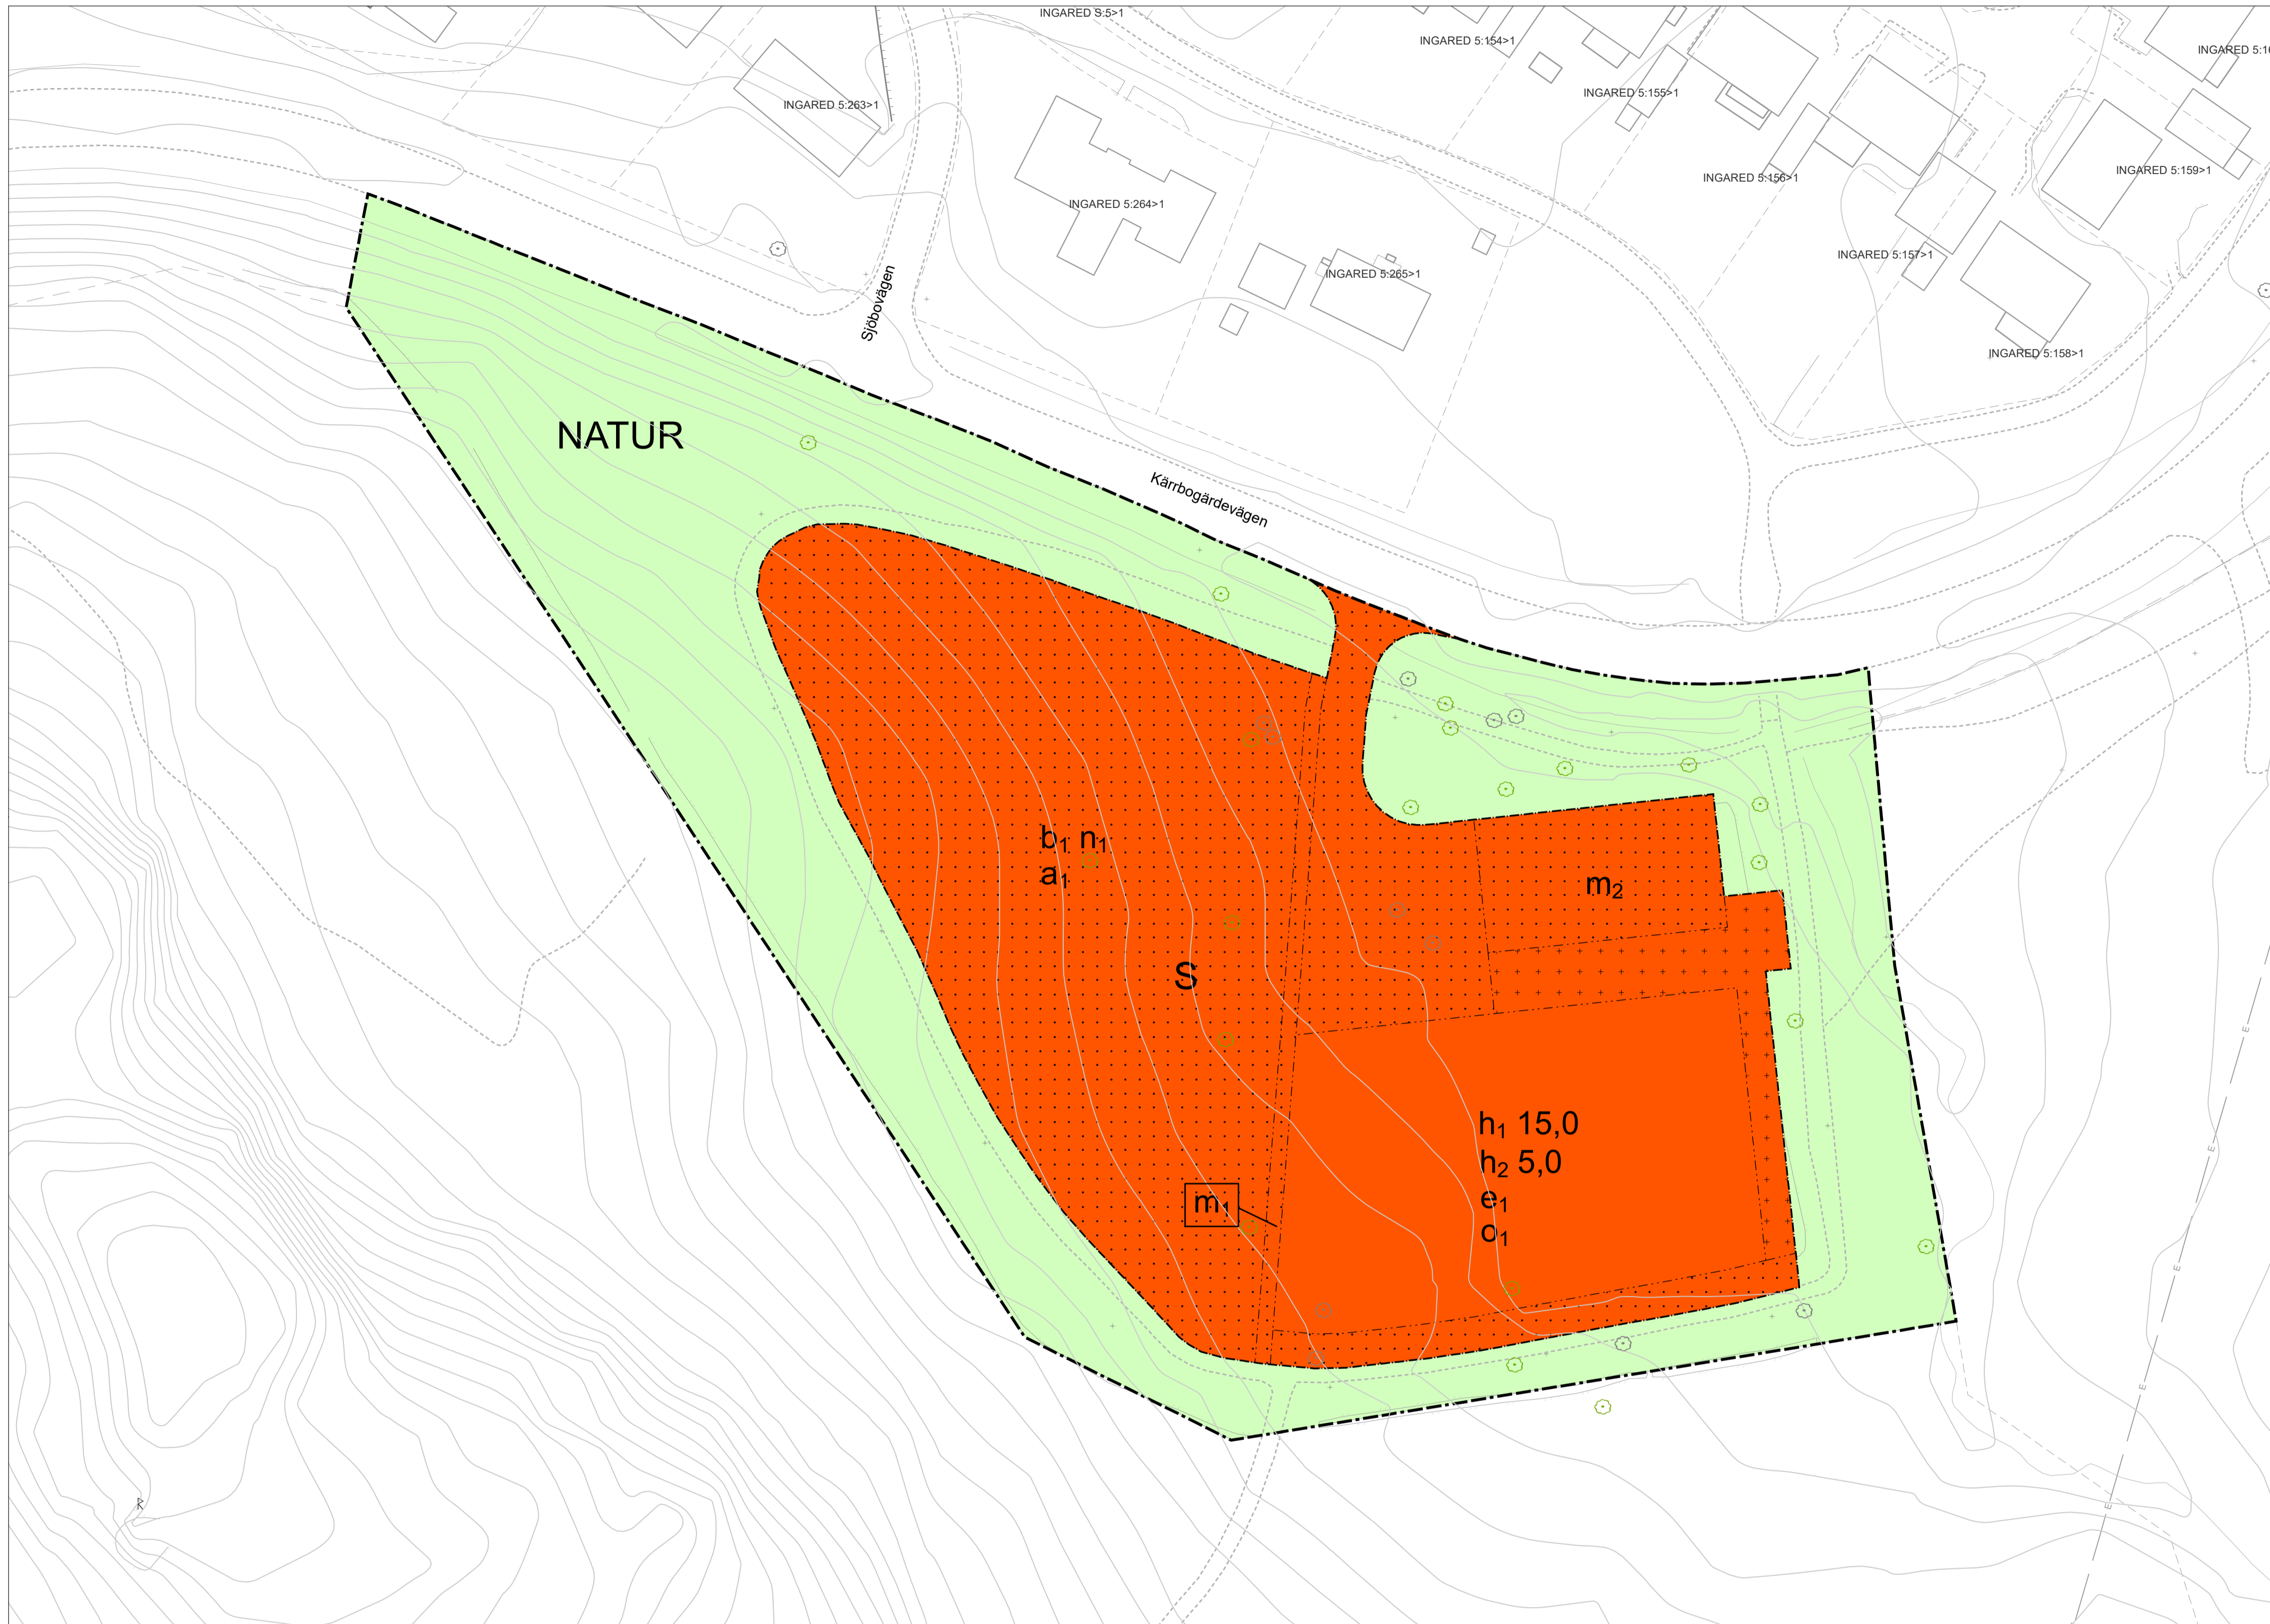 INGARED S:5>1
INGARED 5:154>1
INGARED 5:155>1
INGARED 5:263>1
INGARED 5:156>1
INGARED 5:159>1
INGARED 5:264>1
INGARED 5:157>1
INGARED 5:265>1
INGARED 5:158>1
Sjöbovägen
Kärrbogärdevägen
NATUR
b₁ n₁
a₁
m₂
S
h₁ 15,0
h₂ 5,0
e₁
o₁
m₁
E
E
E
E
E
R